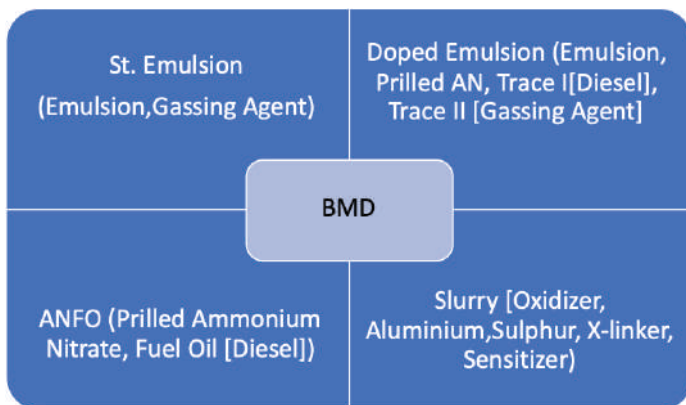 St. Emulsion
(Emulsion,Gassing Agent)
Doped Emulsion (Emulsion,
Prilled AN, Trace I[Diesel],
Trace II [Gassing Agent]
BMD
ANFO (Prilled Ammonium
Nitrate, Fuel Oil [Diesel])
Slurry [Oxidizer,
Aluminium,Sulphur, X-linker,
Sensitizer)